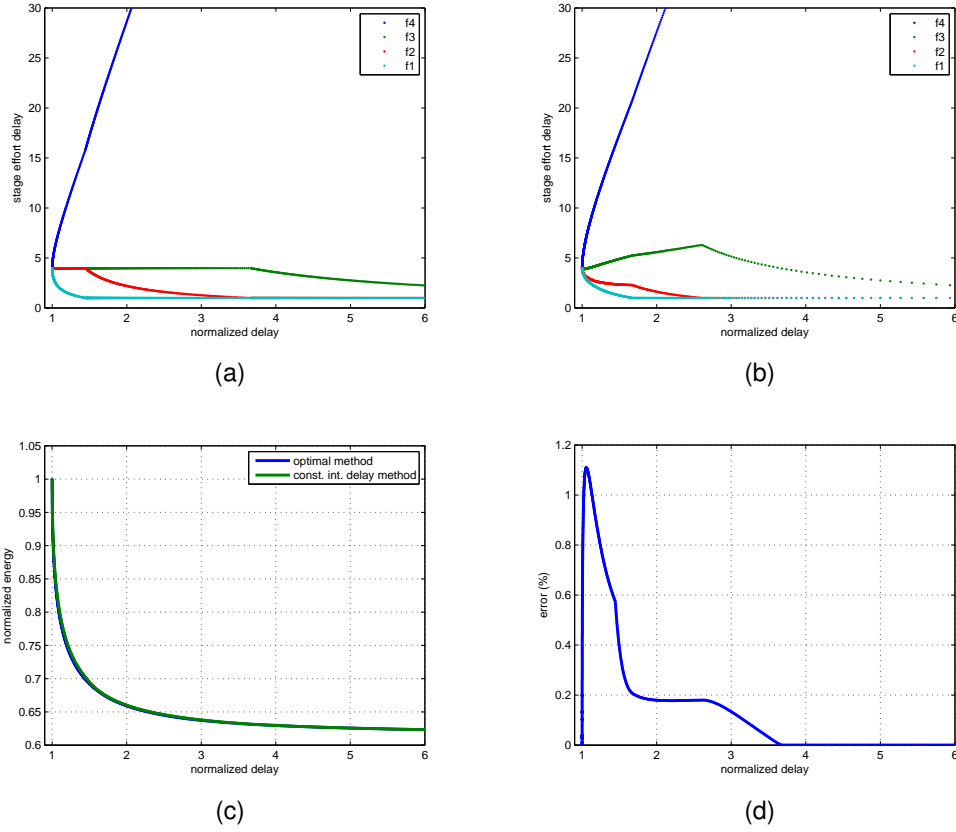 30
25
20
15
10
5
0
stage effort delay
1 2 3 4 5 6
normalized delay
f4
f3
f2
f1
(a)
30
25
20
15
10
5
0
stage effort delay
1 2 3 4 5 6
normalized delay
f4
f3
f2
f1
(b)
1.05
1
0.95
0.9
0.85
0.8
0.75
0.7
0.65
0.6
normalized energy
1 2 3 4 5 6
normalized delay
optimal method
const. int. delay method
(c)
1.2
1
0.8
0.6
0.4
0.2
0
error (%)
1 2 3 4 5 6
normalized delay
(d)